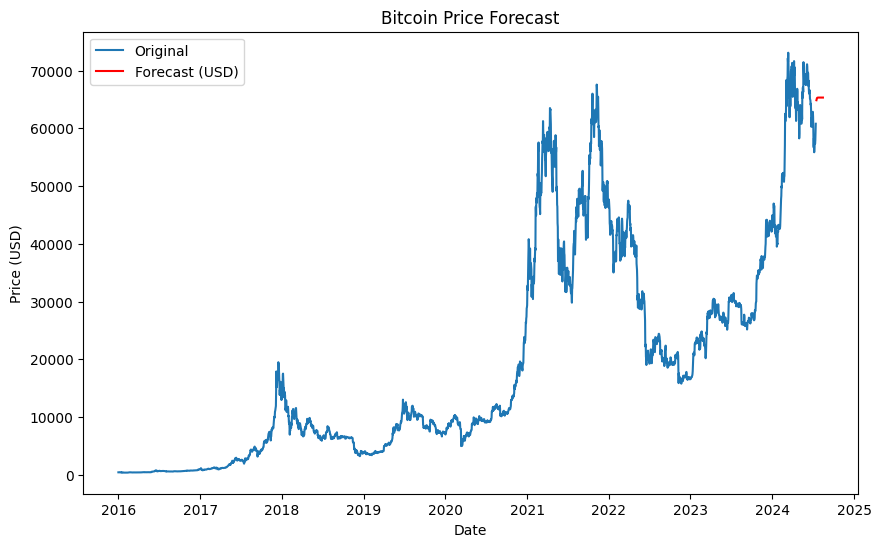 Bitcoin Price Forecast
Original
Forecast (USD)
Price (USD)
70000
60000
50000
40000
30000
20000
10000
0
2016 2017 2018 2019 2020 2021 2022 2023 2024 2025
Date